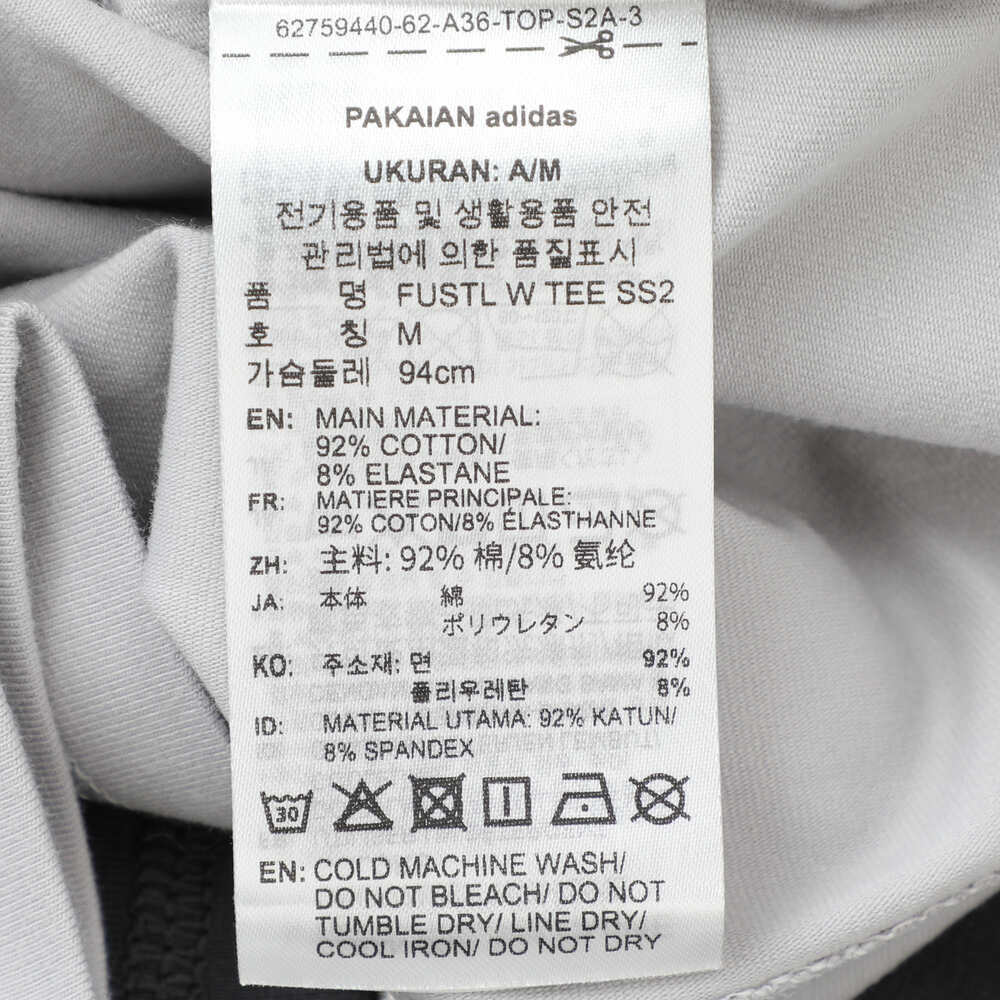 62759440-62-A36-TOP-S2A-3
PAKAIAN adidas
UKURAN: A/M
전기용품 및 생활용품 안전
관리법에 의한 품질표시
품 명 FUSTL W TEE SS2
호 칭 M
가슴둘레 94cm
EN: MAIN MATERIAL:
92% COTTON/
8% ELASTANE
FR: MATIERE PRINCIPALE:
92% COTON/8% ÉLASTHANNE
ZH: 主料: 92% 棉/8% 氨纶
JA: 本体 綿 92%
ポリウレタン 8%
KO: 주소재: 면 92%
폴리우레탄 8%
ID: MATERIAL UTAMA: 92% KATUN/
8% SPANDEX
30
EN: COLD MACHINE WASH/
DO NOT BLEACH/ DO NOT
TUMBLE DRY/ LINE DRY/
COOL IRON/ DO NOT DRY